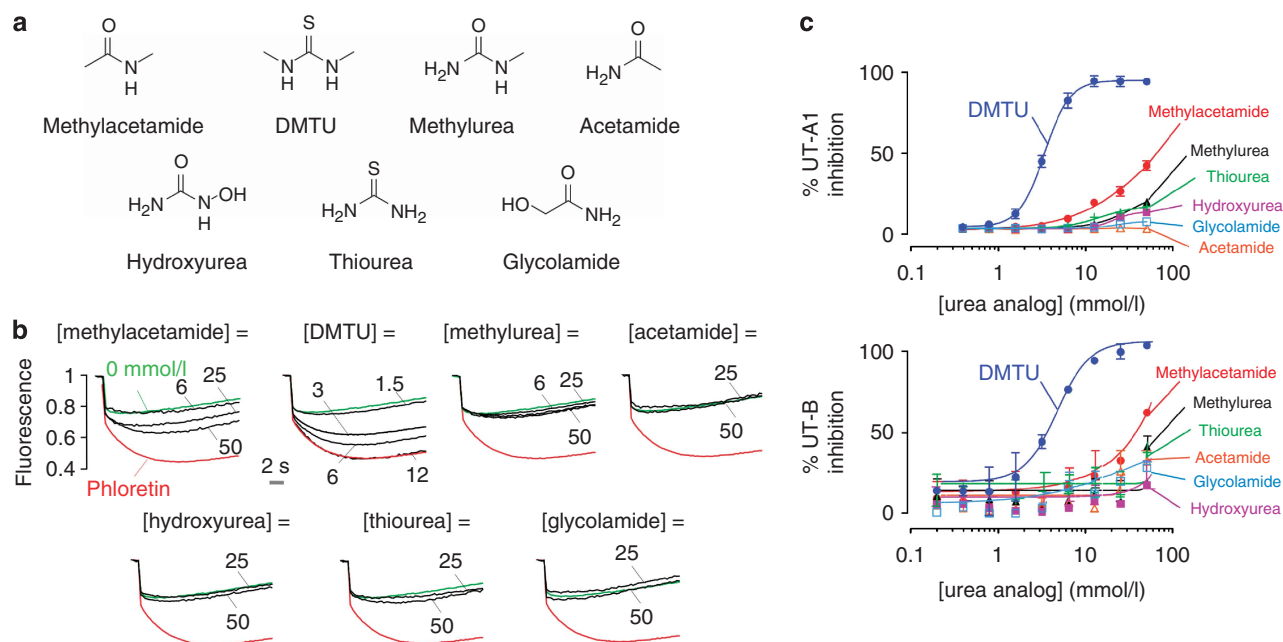 a
O
N
H
Methylacetamide
S
N
H
N
H
DMTU
O
H2N
N
H
Methylurea
O
H2N
Acetamide
O
H2N
N
H
OH
Hydroxyurea
S
H2N
NH2
Thiourea
O
HO
NH2
Glycolamide
b
[methylacetamide] =
[DMTU] =
[methylurea] =
[acetamide] =
Fluorescence
1
0.8
0.6
0.4
0 mmol/l
6
25
50
Phloretin
3
1.5
6
12
2 s
6
25
50
25
50
[hydroxyurea] =
[thiourea] =
[glycolamide] =
25
50
25
50
25
50
c
% UT-A1
inhibition
100
50
0
DMTU
Methylacetamide
Methylurea
Thiourea
Hydroxyurea
Glycolamide
Acetamide
0.1
1
10
100
[urea analog] (mmol/l)
% UT-B
inhibition
100
50
0
DMTU
Methylacetamide
Methylurea
Thiourea
Acetamide
Glycolamide
Hydroxyurea
0.1
1
10
100
[urea analog] (mmol/l)